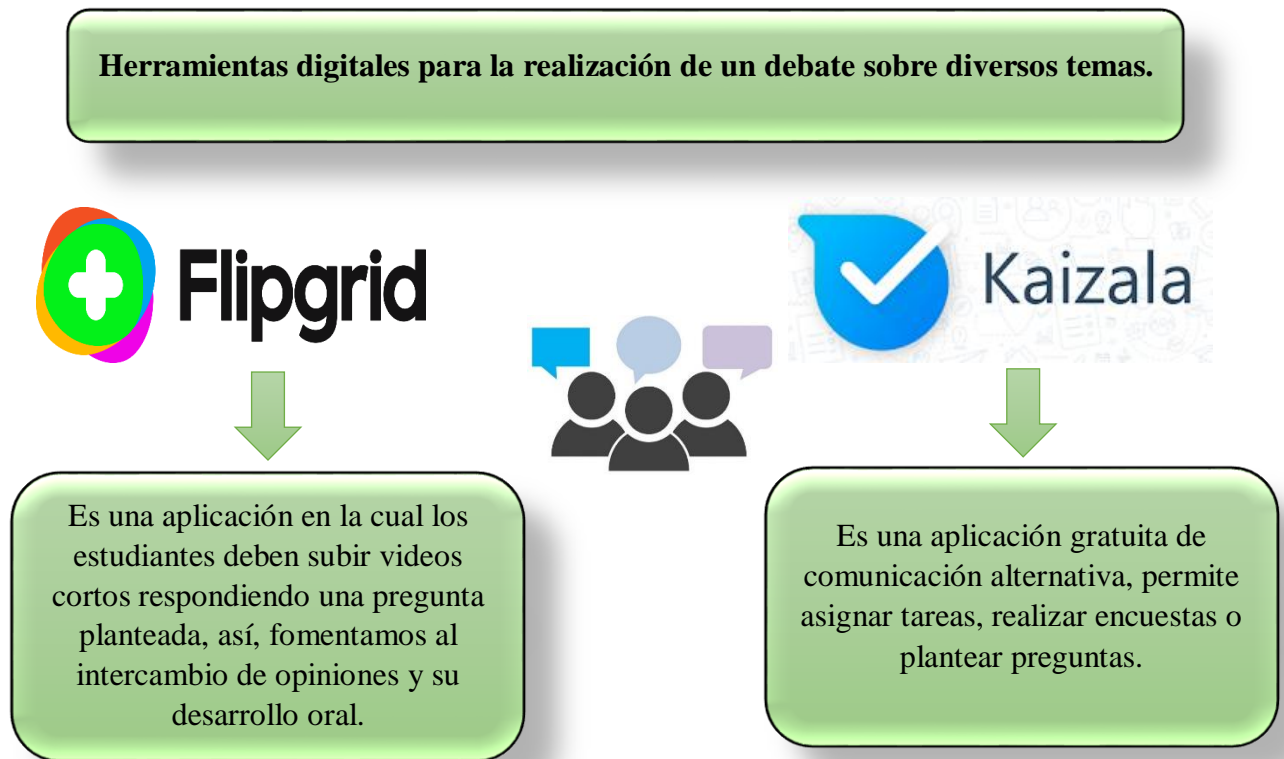 Herramientas digitales para la realización de un debate sobre diversos temas.
Flipgrid
Kaizala
Es una aplicación en la cual los
estudiantes deben subir videos
cortos respondiendo una pregunta
planteada, así, fomentamos al
intercambio de opiniones y su
desarrollo oral.
Es una aplicación gratuita de
comunicación alternativa, permite
asignar tareas, realizar encuestas o
plantear preguntas.